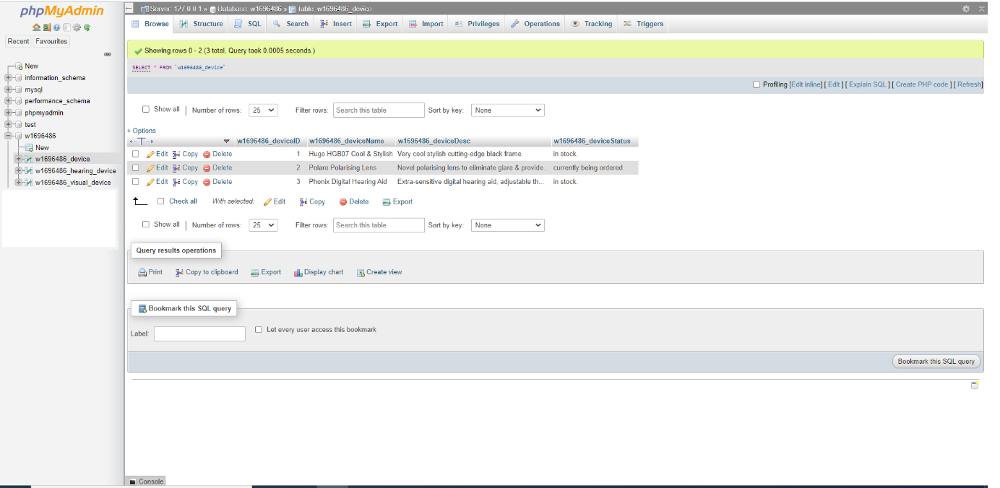 phpMyAdmin
Recent Favourites
New
information_schema
mysql
performance_schema
phpmyadmin
test
w1696486
New
w1696486_device
w1696486_hearing_device
w1696486_visual_device
Server: 127.0.0.1 » Database: w1696486 » Table: w1696486_device
Browse Structure SQL Search Insert Export Import Privileges Operations Tracking Triggers
Showing rows 0 - 2 (3 total, Query took 0.0005 seconds.)
SELECT * FROM `w1696486_device`
Profiling [Edit inline] [ Edit ] [ Explain SQL ] [ Create PHP code ] [ Refresh]
Show all | Number of rows: 25 Filter rows: Search this table Sort by key: None
+ Options
←T→ w1696486_deviceID w1696486_deviceName w1696486_deviceDesc w1696486_deviceStatus
Edit Copy Delete 1 Hugo HGB07 Cool & Stylish Very cool stylish cutting-edge black frame. in stock.
Edit Copy Delete 2 Polaro Polarising Lens Novel polarising lens to eliminate glare & provide... currently being ordered.
Edit Copy Delete 3 Phonix Digital Hearing Aid Extra-sensitive digital hearing aid, adjustable th... in stock.
Check all With selected: Edit Copy Delete Export
Show all | Number of rows: 25 Filter rows: Search this table Sort by key: None
Query results operations
Print Copy to clipboard Export Display chart Create view
Bookmark this SQL query
Label: Let every user access this bookmark
Bookmark this SQL query
Console